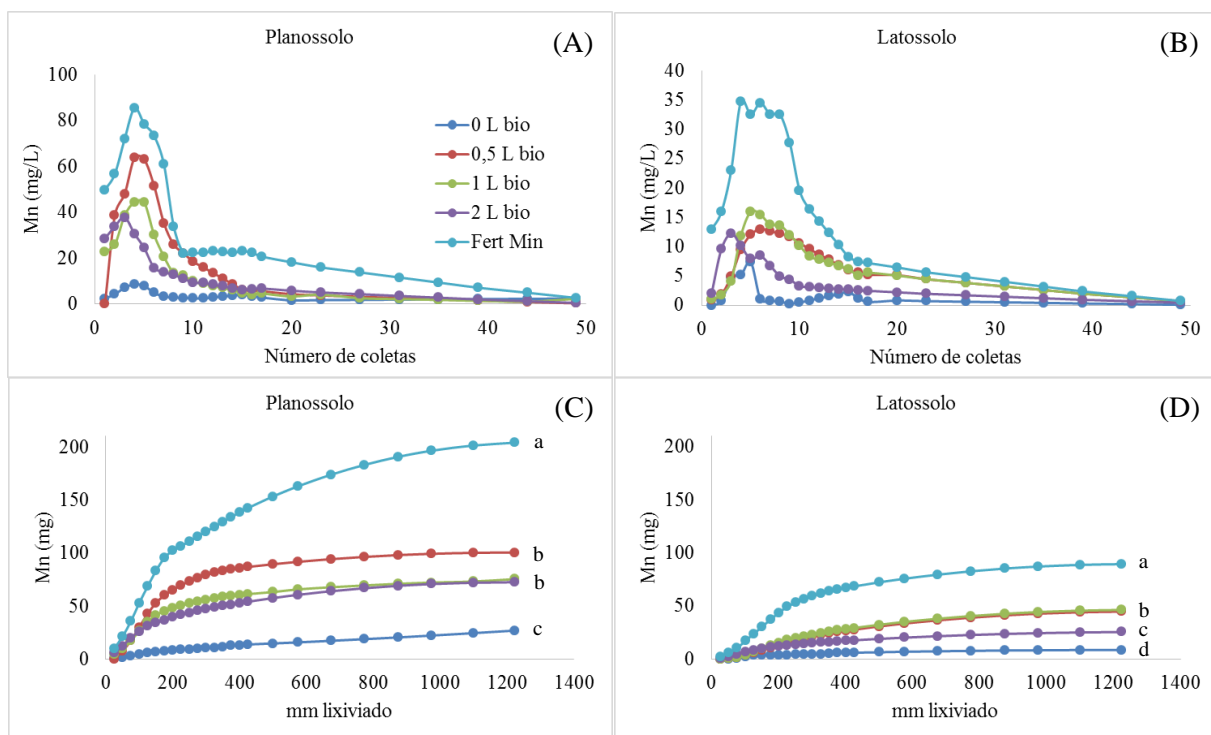 Planossolo
(A)
Mn (mg/L)
100
80
60
40
20
0
0 10 20 30 40 50
Número de coletas
0 L bio
0,5 L bio
1 L bio
2 L bio
Fert Min
Latossolo
(B)
Mn (mg/L)
40
35
30
25
20
15
10
5
0
0 10 20 30 40 50
Número de coletas
Planossolo
(C)
Mn (mg)
200
150
100
50
0
0 200 400 600 800 1000 1200 1400
mm lixiviado
a
b
b
c
Latossolo
(D)
Mn (mg)
200
150
100
50
0
0 200 400 600 800 1000 1200 1400
mm lixiviado
a
b
c
d